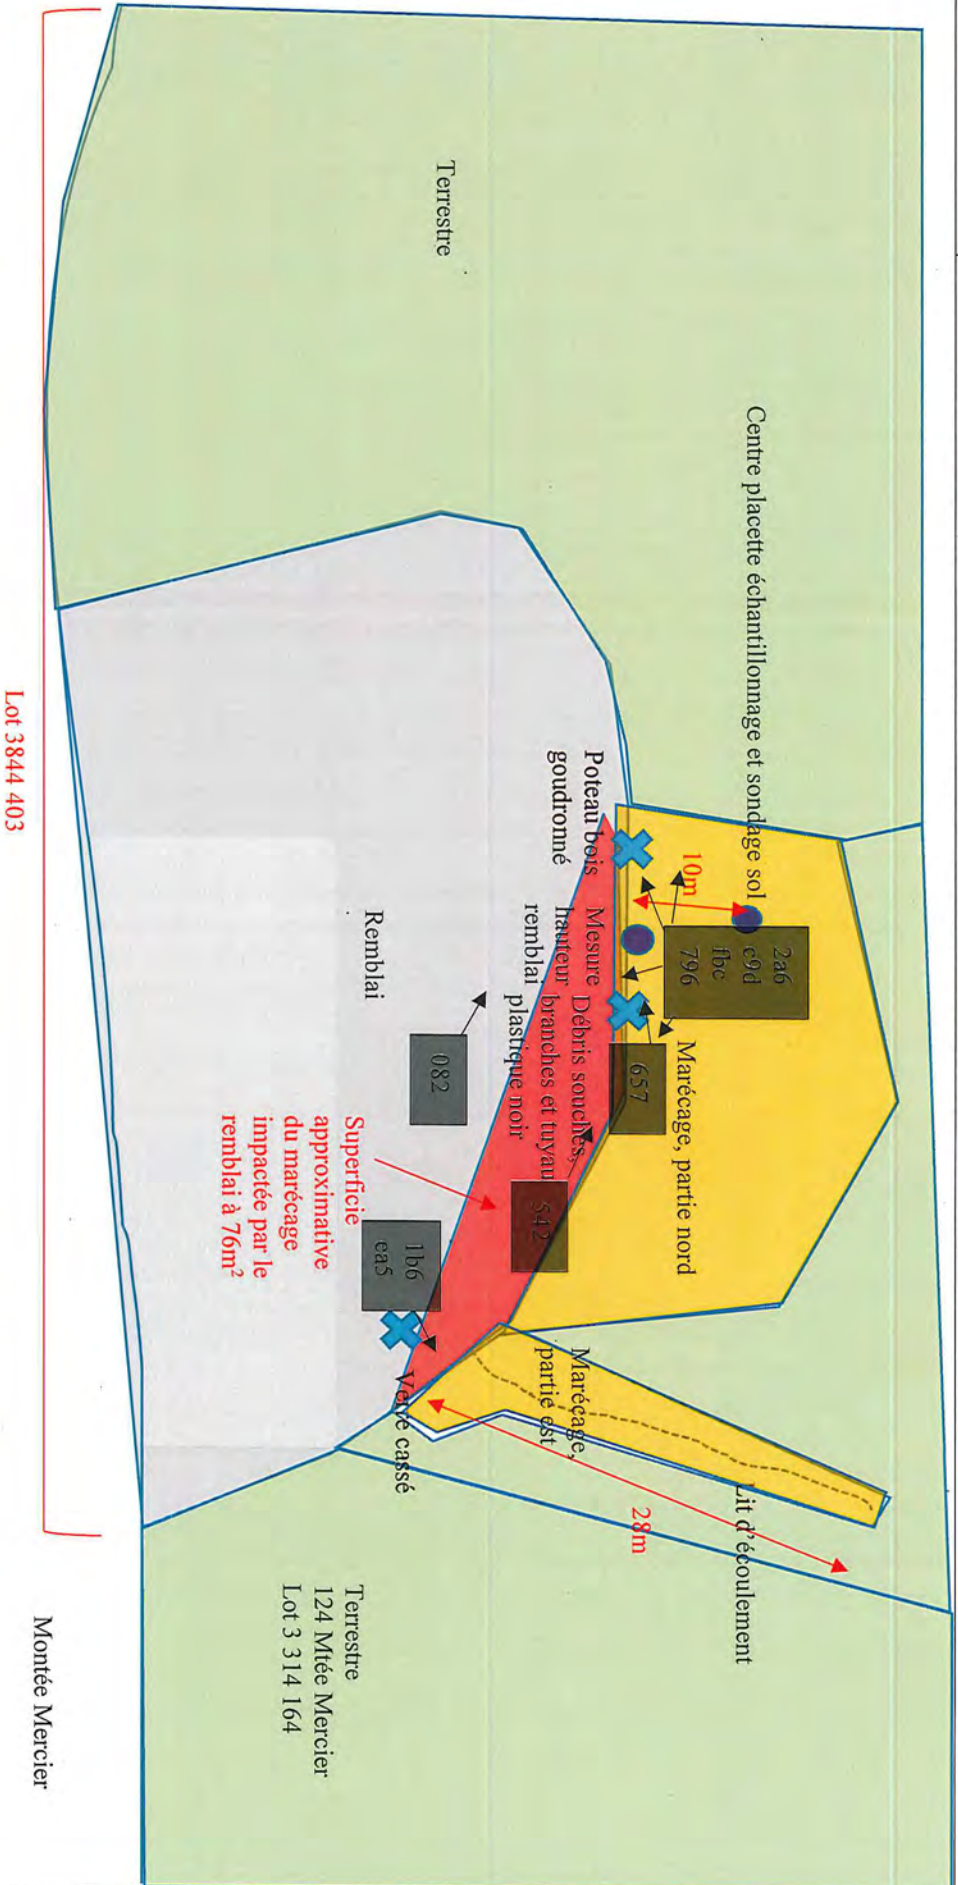 Terrestre
Centre placette échantillonnage et sondage sol
10m
2a6
c9d
fbc
796
Poteau bois
goudronné
Mesure
hauteur
remblai
Débris souches,
branches et tuyau
plastique noir
657
Marécage, partie nord
Remblai
082
542
Superficie
approximative
du marécage
impactée par le
remblai à 76m²
1b6
ea5
Verre cassé
Marécage,
partie est
28m
Lit d'écoulement
Terrestre
124 Mtée Mercier
Lot 3 314 164
Lot 3844 403
Montée Mercier